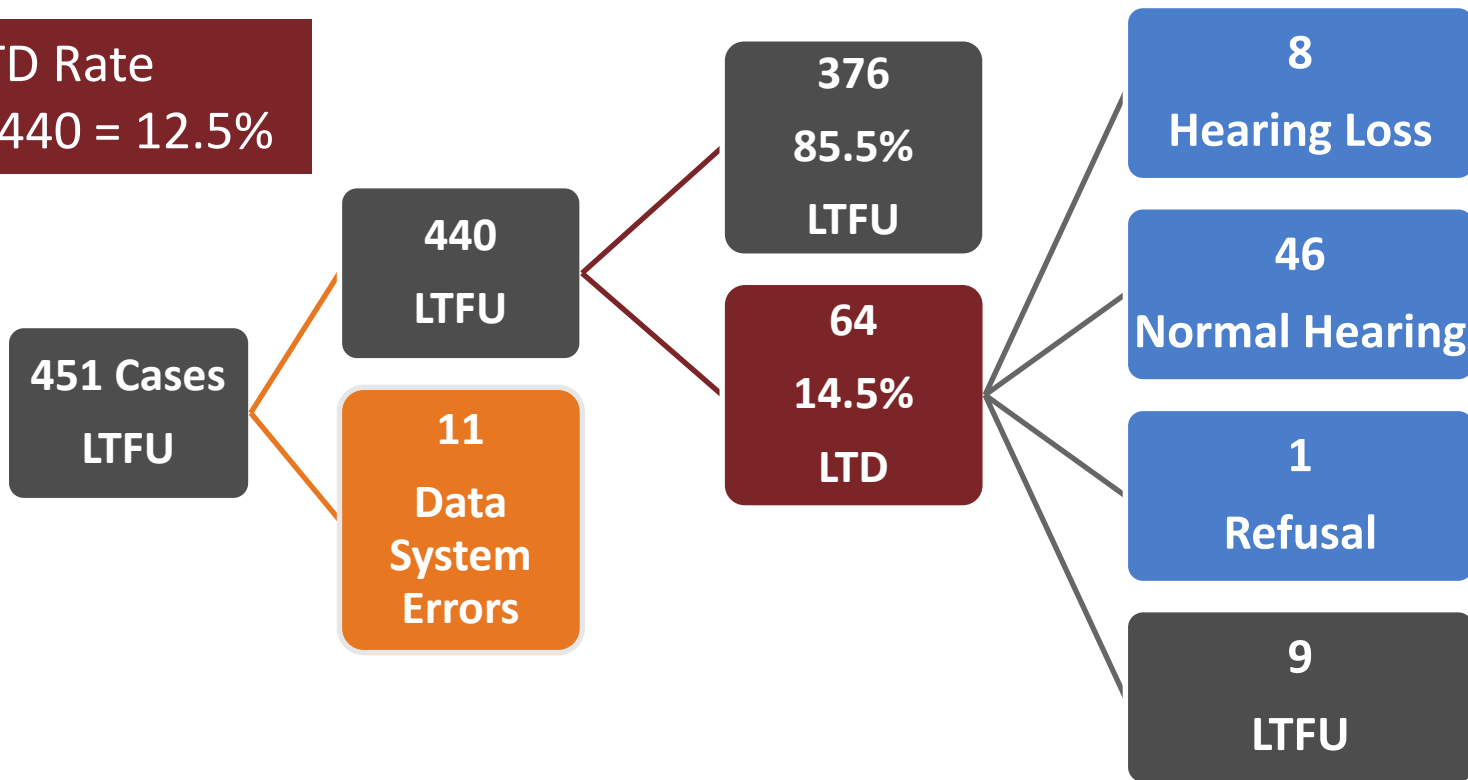 TD Rate
440 = 12.5%
451 Cases
LTFU
440
LTFU
11
Data
System
Errors
376
85.5%
LTFU
64
14.5%
LTD
8
Hearing Loss
46
Normal Hearing
1
Refusal
9
LTFU